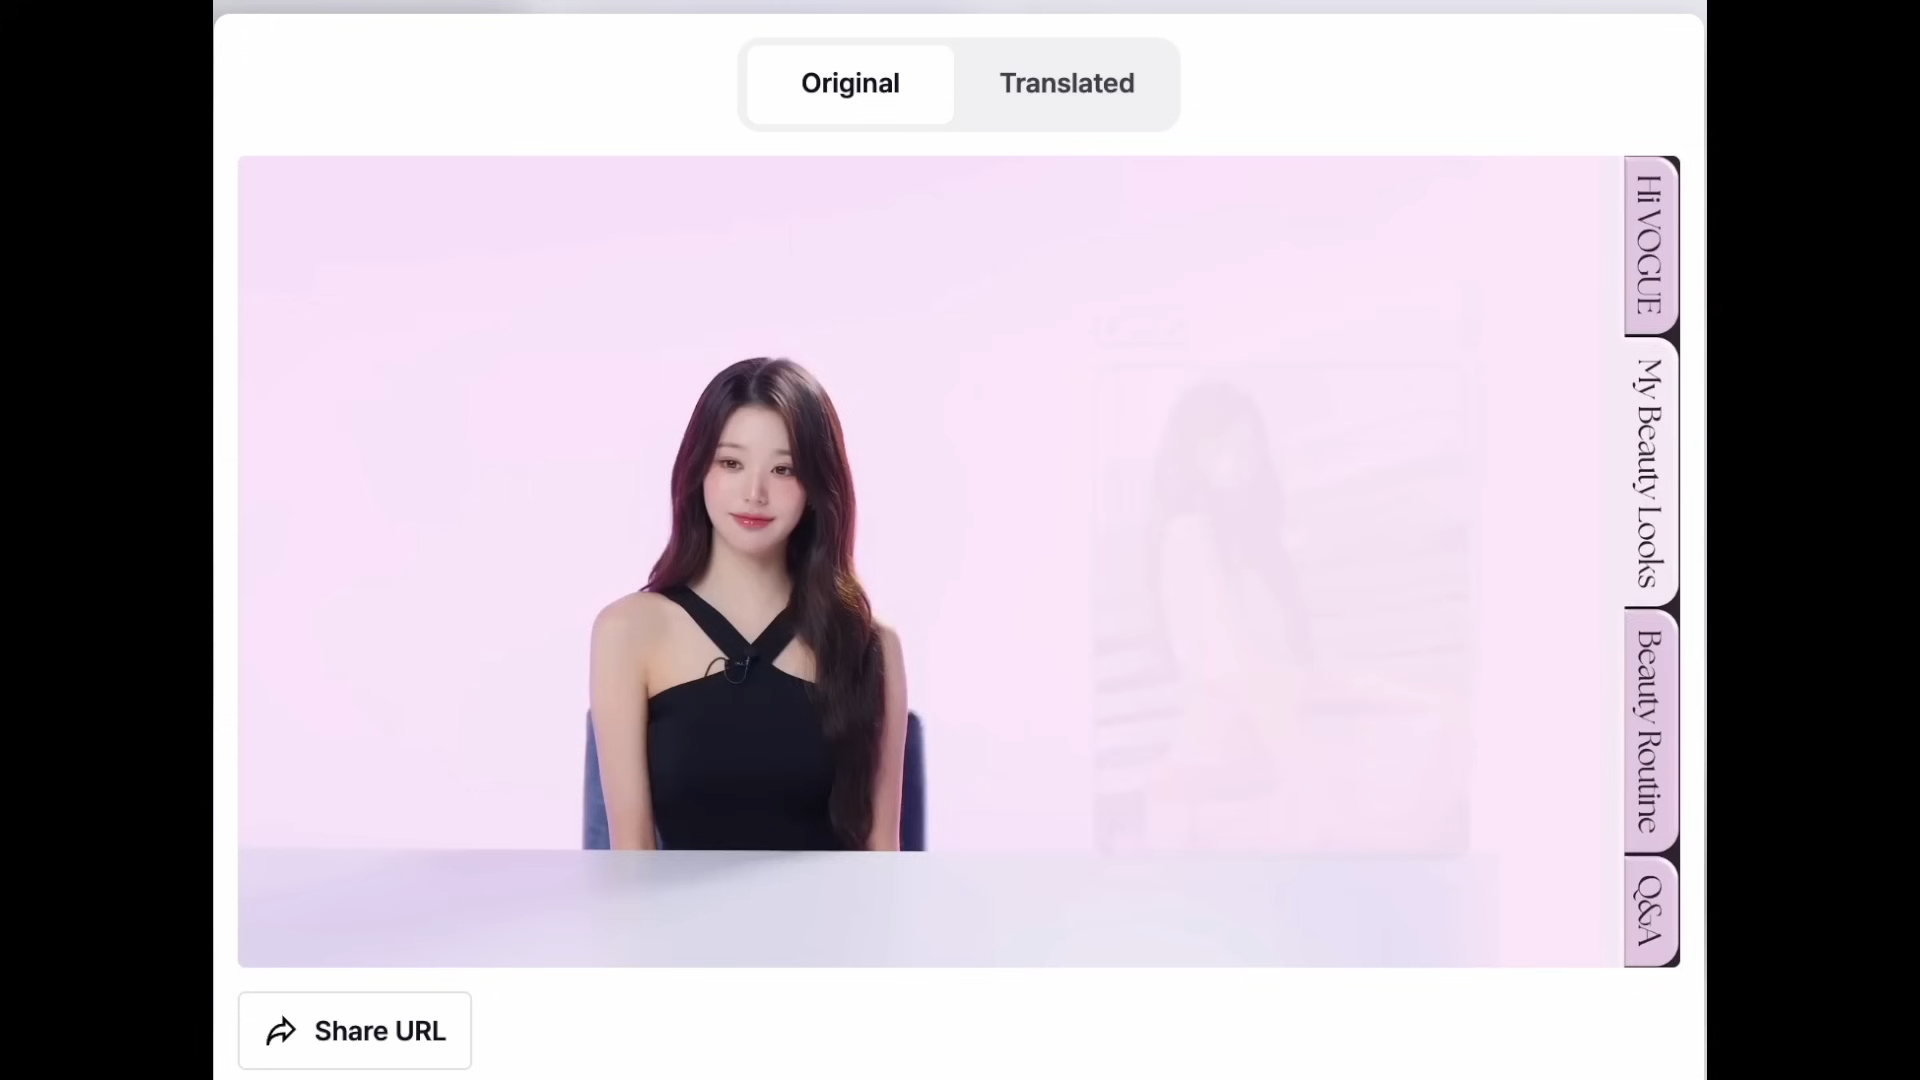 Original
Translated
Hi VOGUE
My Beauty Looks
Beauty Routine
Q&A
Share URL